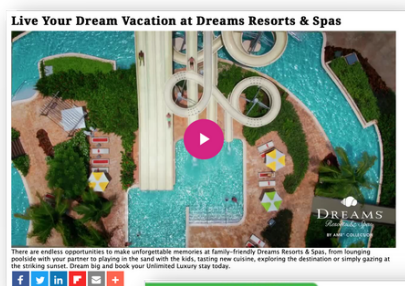 Live Your Dream Vacation at Dreams Resorts & Spas
DREAMS
Resorts & Spas
BY AMR™ COLLECTION
There are endless opportunities to make unforgettable memories at family-friendly Dreams Resorts & Spas, from lounging
poolside with your partner to playing in the sand with the kids, tasting new cuisine, exploring the destination or simply gazing at
the striking sunset. Dream big and book your Unlimited Luxury stay today.